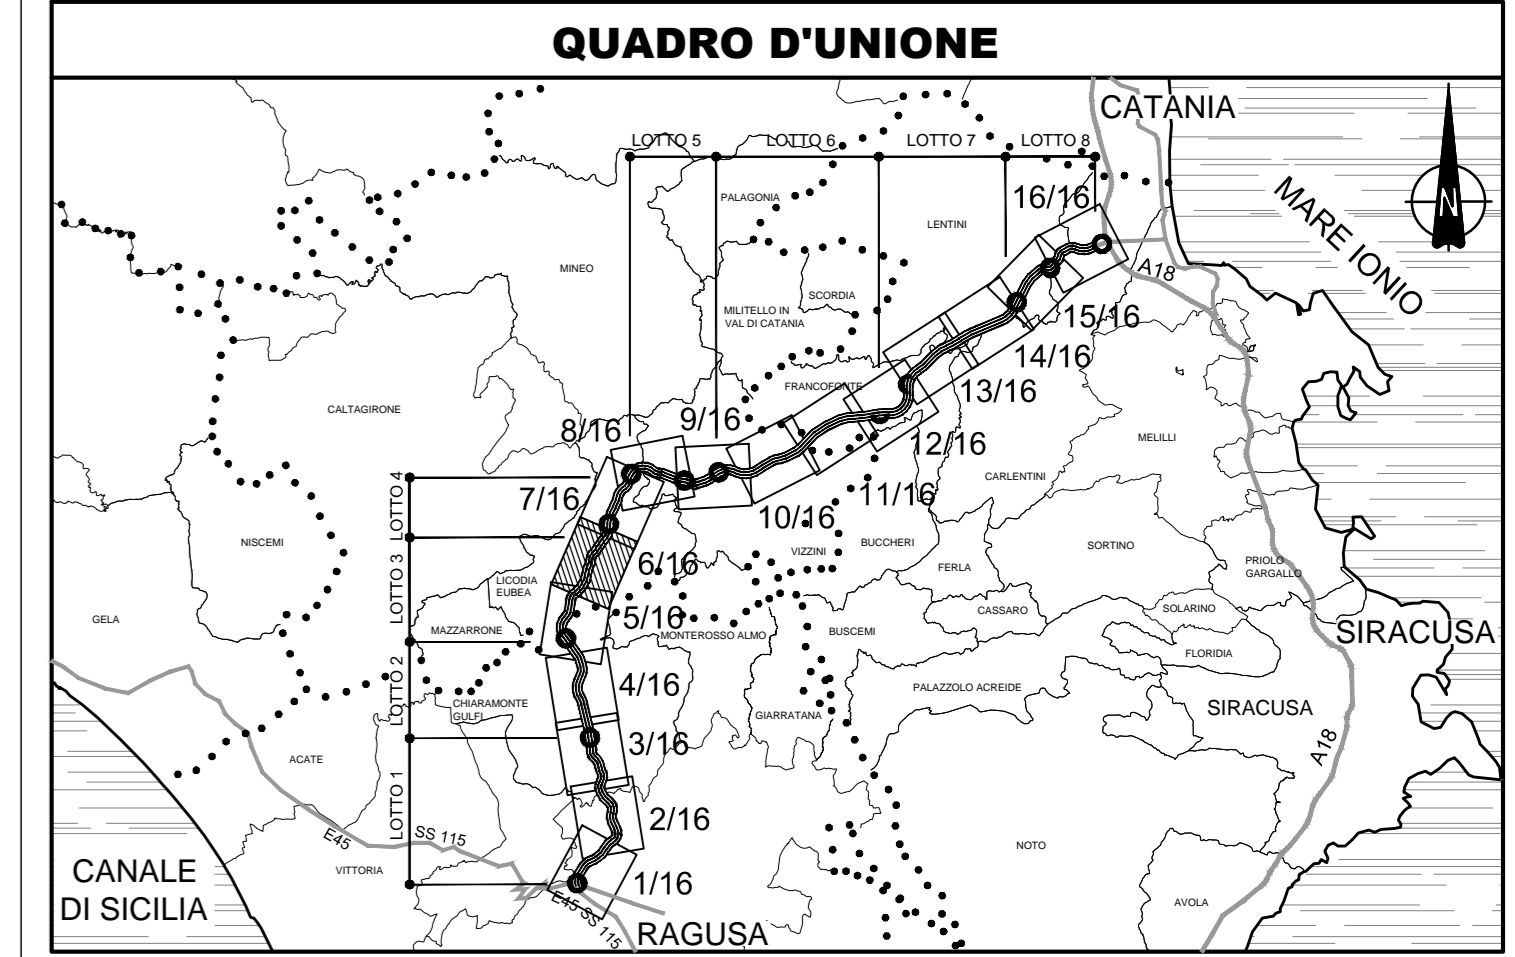 QUADRO D'UNIONE
CATANIA
LOTTO 5
LOTTO 6
LOTTO 7
LOTTO 8
16/16
PALAGONIA
LENTINI
N
MARE IONIO
MINEO
A18
SCORDIA
MILITELLO IN
VAL DI CATANIA
15/16
14/16
FRANCOFONTE
13/16
CALTAGIRONE
8/16
9/16
12/16
MELILLI
CARLENTINI
7/16
11/16
10/16
LOTTO 4
NISCEMI
VIZZINI
BUCCHERI
SORTINO
6/16
PRIOLO
GARGALLO
FERLA
LICODIA
EUBEA
LOTTO 3
CASSARO
SOLARINO
GELA
5/16
MAZZARRONE
MONTEROSSO ALMO
BUSCEMI
SIRACUSA
FLORIDIA
4/16
PALAZZOLO ACREIDE
LOTTO 2
CHIARAMONTE
GULFI
GIARRATANA
SIRACUSA
3/16
A18
ACATE
LOTTO 1
2/16
E45
SS 115
NOTO
VITTORIA
CANALE
DI SICILIA
1/16
E45 SS 115
AVOLA
RAGUSA